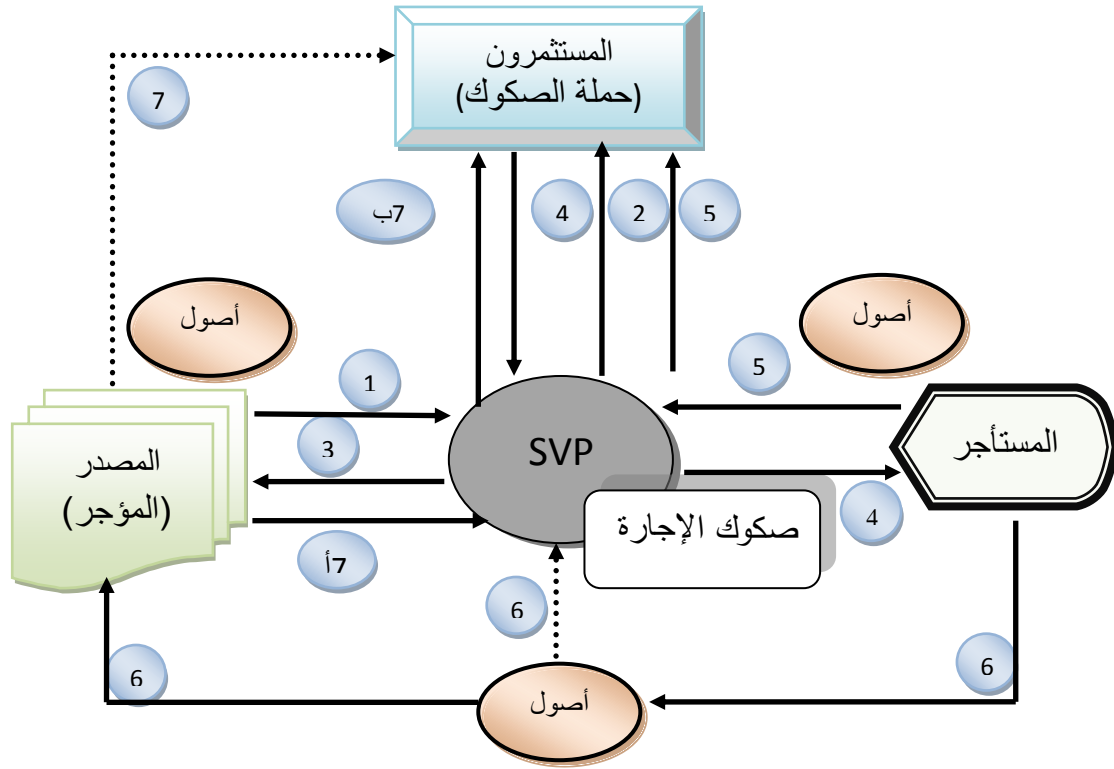 المستثمرون
(حملة الصكوك)
7
7ب
4
2
5
أصول
أصول
1
5
المصدر
(المؤجر)
3
SVP
المستأجر
صكوك الإجارة
4
7أ
6
6
6
أصول